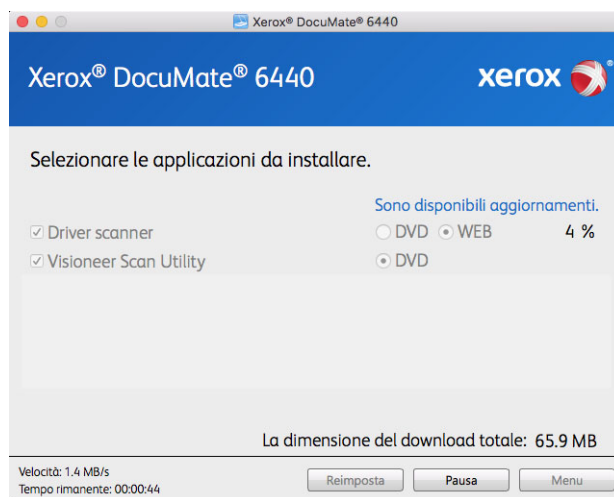 Xerox® DocuMate® 6440
Xerox® DocuMate® 6440
xerox®
Selezionare le applicazioni da installare.
Sono disponibili aggiornamenti.
Driver scanner DVD WEB 4 %
Visioneer Scan Utility DVD
La dimensione del download totale: 65.9 MB
Velocità: 1.4 MB/s
Tempo rimanente: 00:00:44
Reimposta Pausa Menu